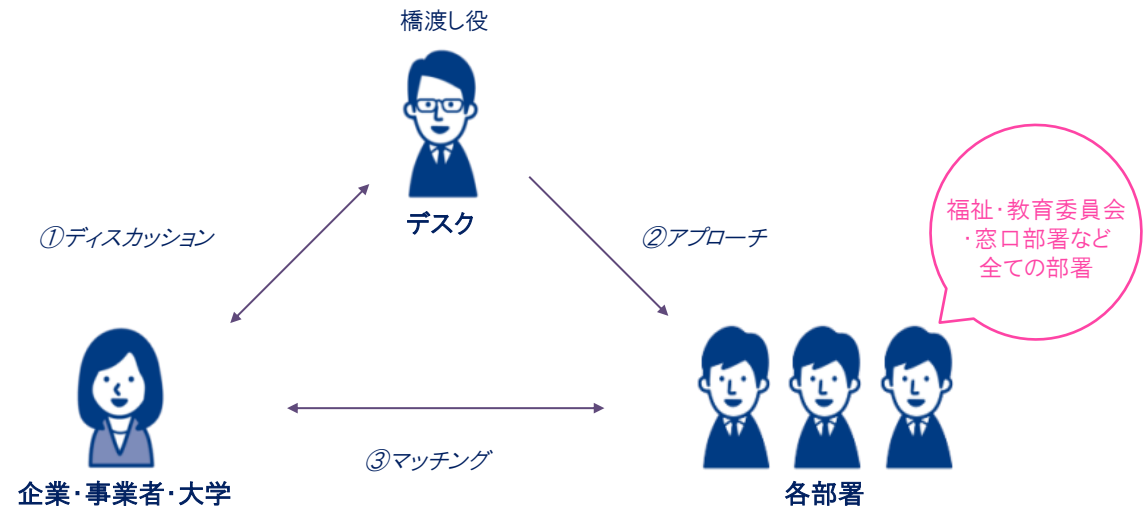 橋渡し役
デスク
①ディスカッション
②アプローチ
福祉・教育委員会
・窓口部署など
全ての部署
③マッチング
企業・事業者・大学
各部署